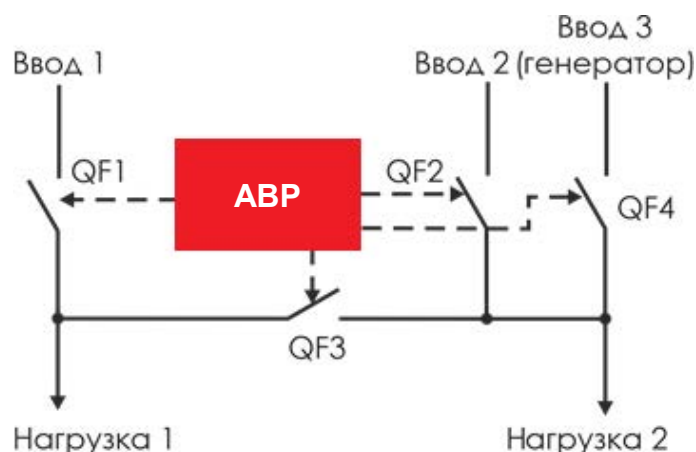 Ввод 3
Ввод 1
Ввод 2 (генератор)
QF1
АВР
QF2
QF4
QF3
Нагрузка 1
Нагрузка 2